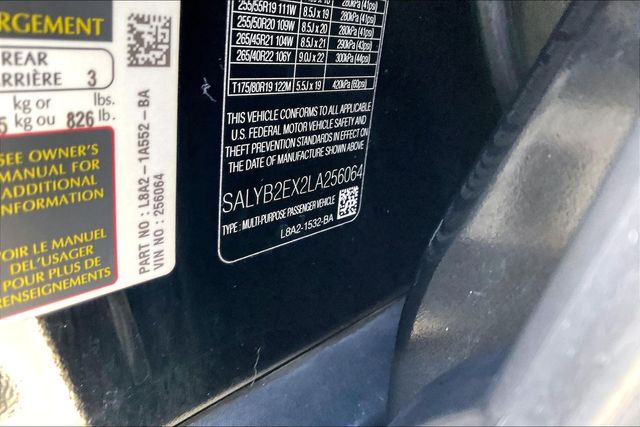 RGEMENT
REAR
ARRIÈRE 3
kg or lbs.
5 kg ou 826 lb.
SEE OWNER'S
MANUAL FOR
ADDITIONAL
INFORMATION
VOIR LE MANUEL
DEL'USAGER
POUR PLUS DE
RENSEIGNEMENTS
PART NO : L8A2-1A552-BA
VIN NO : 256064
255/55R19 111W 8.5J x 19 280kPa (41psi)
255/50R20 109W 8.5J x 20 280kPa (41psi)
265/45R21 104W 8.5J x 21 290kPa (43psi)
265/40R22 106Y 9.0J x 22 300kPa (44psi)
T175/80R19 122M 5.5J x 19 420kPa (60psi)
THIS VEHICLE CONFORMS TO ALL APPLICABLE
U.S. FEDERAL MOTOR VEHICLE SAFETY AND
THEFT PREVENTION STANDARDS IN EFFECT ON
THE DATE OF MANUFACTURE SHOWN ABOVE.
SALYB2EX2LA256064
TYPE : MULTI-PURPOSE PASSENGER VEHICLE
L8A2-1532-BA